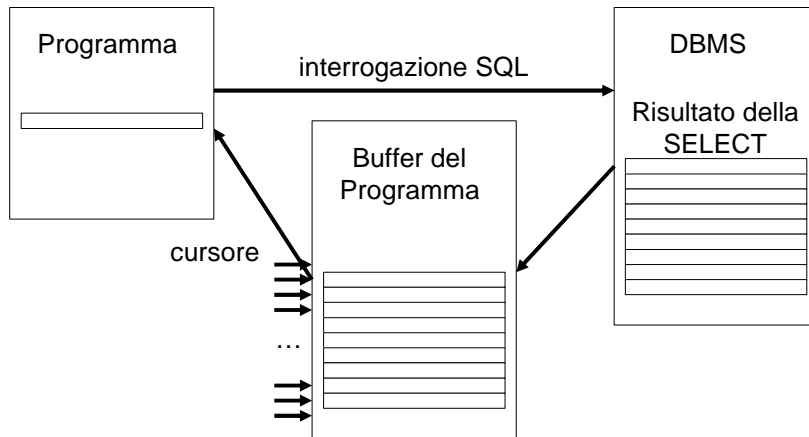 Programma
interrogazione SQL
DBMS
Risultato della
SELECT
Buffer del
Programma
cursore
…